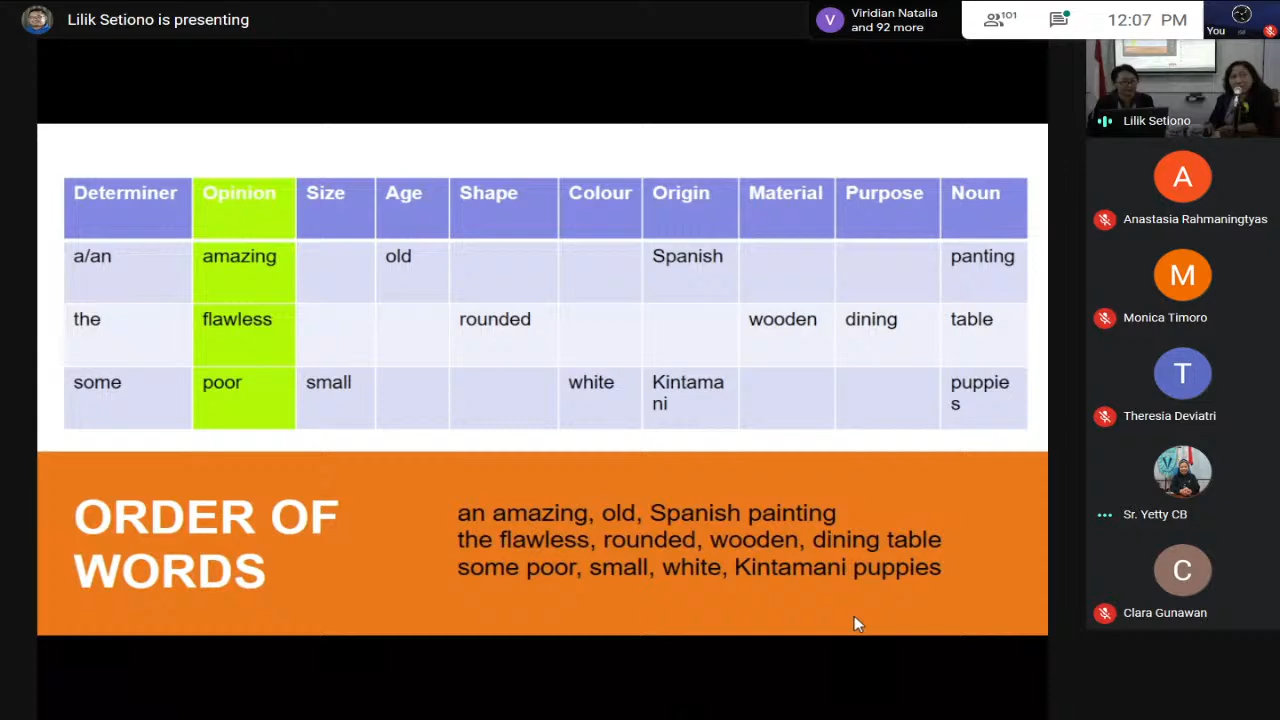 Lilik Setiono is presenting
V
Viridian Natalia
and 92 more
101
12:07 PM
You
Determiner Opinion Size Age Shape Colour Origin Material Purpose Noun
a/an amazing old Spanish panting
the flawless rounded wooden dining table
some poor small white Kintama puppie
ni s
ORDER OF
WORDS
an amazing, old, Spanish painting
the flawless, rounded, wooden, dining table
some poor, small, white, Kintamani puppies
Lilik Setiono
A
Anastasia Rahmaningtyas
M
Monica Timoro
T
Theresia Deviatri
Sr. Yetty CB
C
Clara Gunawan